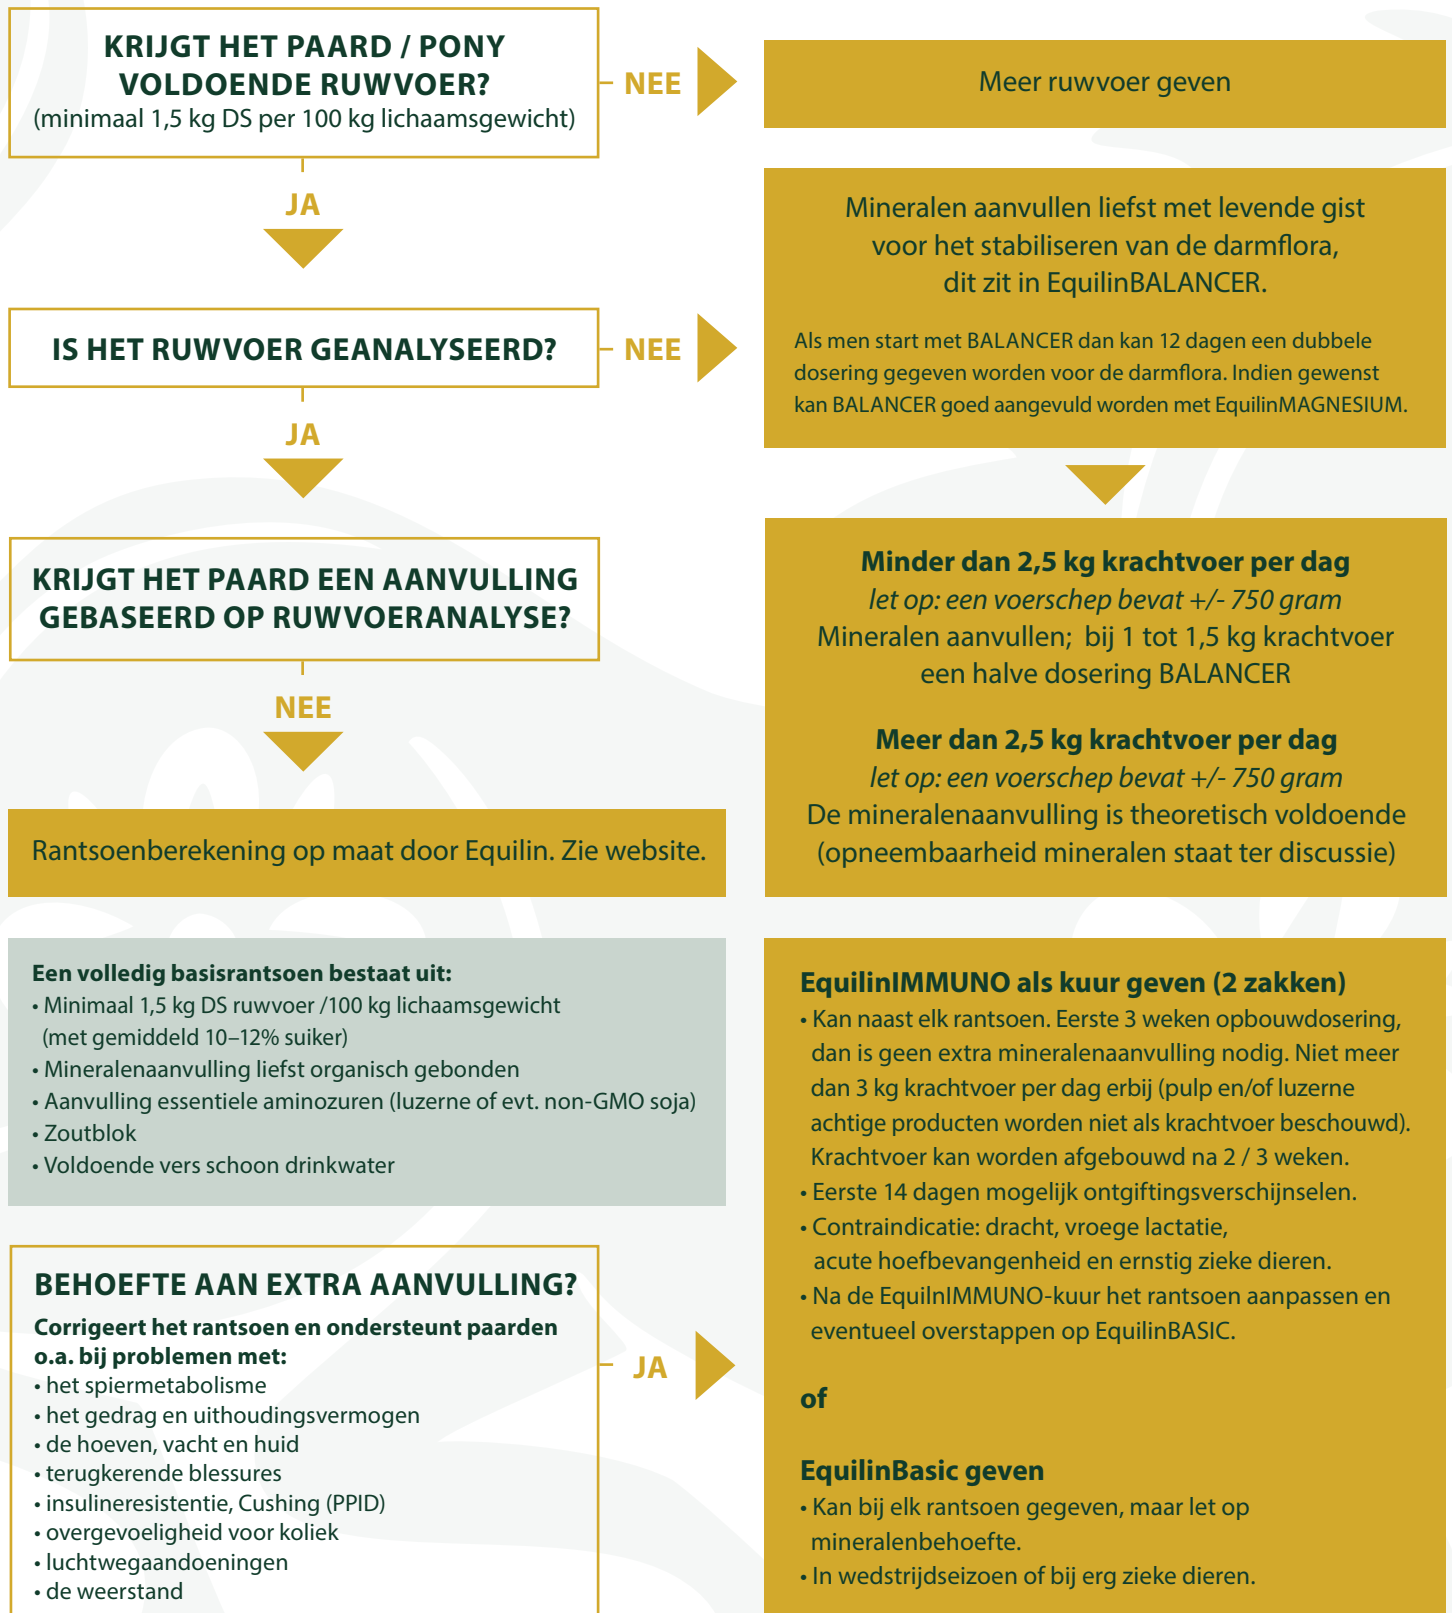 KRIJGT HET PAARD / PONY
VOLDOENDE RUWVOER?
(minimaal 1,5 kg DS per 100 kg lichaamsgewicht)
NEE
Meer ruwvoer geven
JA
IS HET RUWVOER GEANALYSEERD?
NEE
Mineralen aanvullen liefst met levende gist
voor het stabiliseren van de darmflora,
dit zit in EquilinBALANCER.
Als men start met BALANCER dan kan 12 dagen een dubbele
dosering gegeven worden voor de darmflora. Indien gewenst
kan BALANCER goed aangevuld worden met EquilinMAGNESIUM.
JA
KRIJGT HET PAARD EEN AANVULLING
GEBASEERD OP RUWVOERANALYSE?
NEE
Rantsoenberekening op maat door Equilin. Zie website.
Minder dan 2,5 kg krachtvoer per dag
let op: een voerschep bevat +/- 750 gram
Mineralen aanvullen; bij 1 tot 1,5 kg krachtvoer
een halve dosering BALANCER
Meer dan 2,5 kg krachtvoer per dag
let op: een voerschep bevat +/- 750 gram
De mineralenaanvulling is theoretisch voldoende
(opneembaarheid mineralen staat ter discussie)
Een volledig basisrantsoen bestaat uit:
• Minimaal 1,5 kg DS ruwvoer /100 kg lichaamsgewicht
(met gemiddeld 10–12% suiker)
• Mineralenaanvulling liefst organisch gebonden
• Aanvulling essentiele aminozuren (luzerne of evt. non-GMO soja)
• Zoutblok
• Voldoende vers schoon drinkwater
BEHOEFTE AAN EXTRA AANVULLING?
Corrigeert het rantsoen en ondersteunt paarden
o.a. bij problemen met:
• het spiermetabolisme
• het gedrag en uithoudingsvermogen
• de hoeven, vacht en huid
• terugkerende blessures
• insulineresistentie, Cushing (PPID)
• overgevoeligheid voor koliek
• luchtwegaandoeningen
• de weerstand
JA
EquilinIMMUNO als kuur geven (2 zakken)
• Kan naast elk rantsoen. Eerste 3 weken opbouwdosering,
dan is geen extra mineralenaanvulling nodig. Niet meer
dan 3 kg krachtvoer per dag erbij (pulp en/of luzerne
achtige producten worden niet als krachtvoer beschouwd).
Krachtvoer kan worden afgebouwd na 2 / 3 weken.
• Eerste 14 dagen mogelijk ontgiftingsverschijnselen.
• Contraindicatie: dracht, vroege lactatie,
acute hoefbevangenheid en ernstig zieke dieren.
• Na de EquilnIMMUNO-kuur het rantsoen aanpassen en
eventueel overstappen op EquilinBASIC.
of
EquilinBasic geven
• Kan bij elk rantsoen gegeven, maar let op
mineralenbehoefte.
• In wedstrijdseizoen of bij erg zieke dieren.